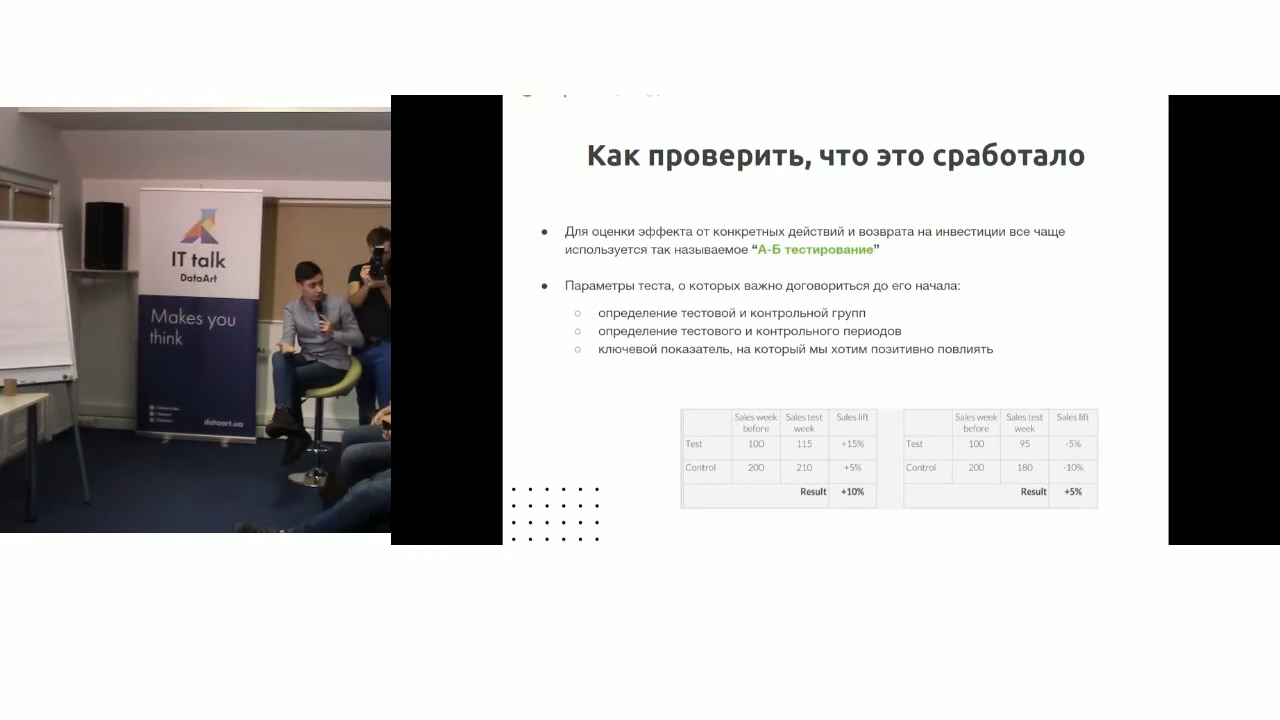 IT talk
DataArt
Makes you
think
dataart.ua
Как проверить, что это сработало
● Для оценки эффекта от конкретных действий и возврата на инвестиции все чаще
используется так называемое “А-Б тестирование”
● Параметры теста, о которых важно договориться до его начала:
○ определение тестовой и контрольной групп
○ определение тестового и контрольного периодов
○ ключевой показатель, на который мы хотим позитивно повлиять
Sales week before Sales test week Sales lift
Test 100 115 +15%
Control 200 210 +5%
Result +10%
Sales week before Sales test week Sales lift
Test 100 95 -5%
Control 200 180 -10%
Result +5%